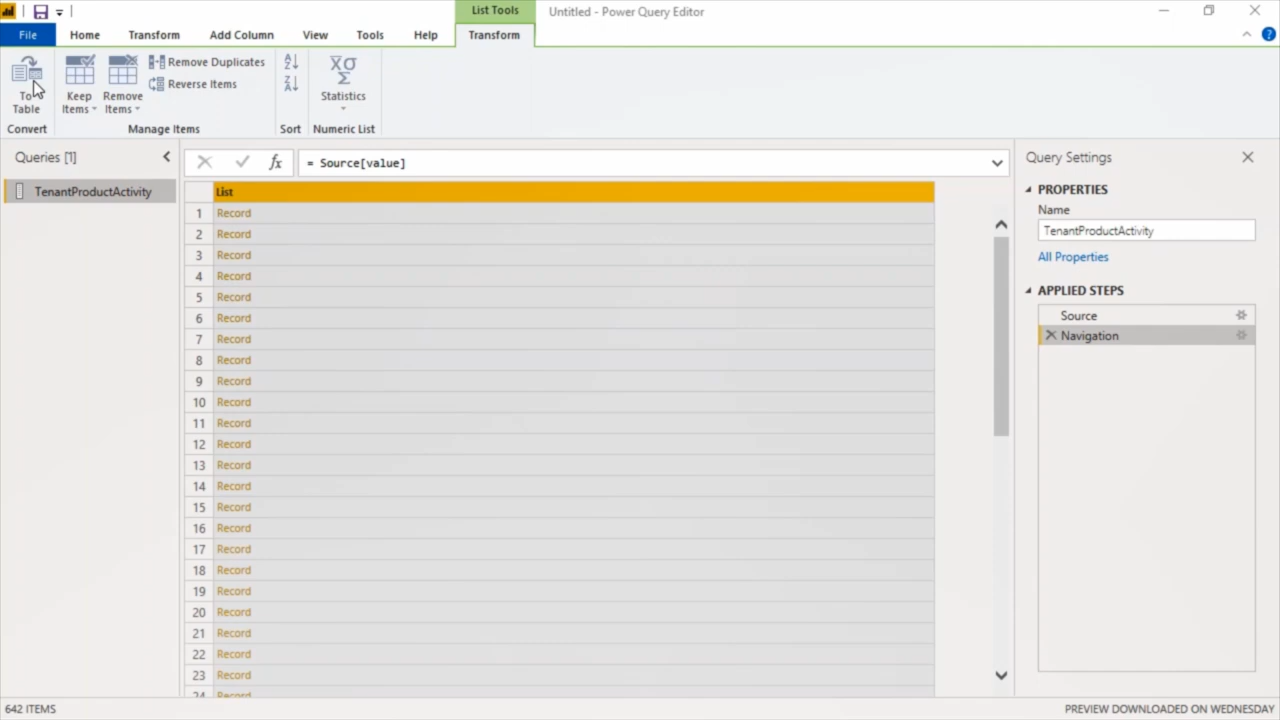 List Tools
Untitled - Power Query Editor
File
Home
Transform
Add Column
View
Tools
Help
Transform
To
Table
Keep
Items
Remove
Items
Remove Duplicates
Reverse Items
Statistics
Convert
Manage Items
Sort
Numeric List
Queries [1]
TenantProductActivity
fx
= Source[value]
List
1 Record
2 Record
3 Record
4 Record
5 Record
6 Record
7 Record
8 Record
9 Record
10 Record
11 Record
12 Record
13 Record
14 Record
15 Record
16 Record
17 Record
18 Record
19 Record
20 Record
21 Record
22 Record
23 Record
24 Record
Query Settings
PROPERTIES
Name
TenantProductActivity
All Properties
APPLIED STEPS
Source
Navigation
642 ITEMS
PREVIEW DOWNLOADED ON WEDNESDAY